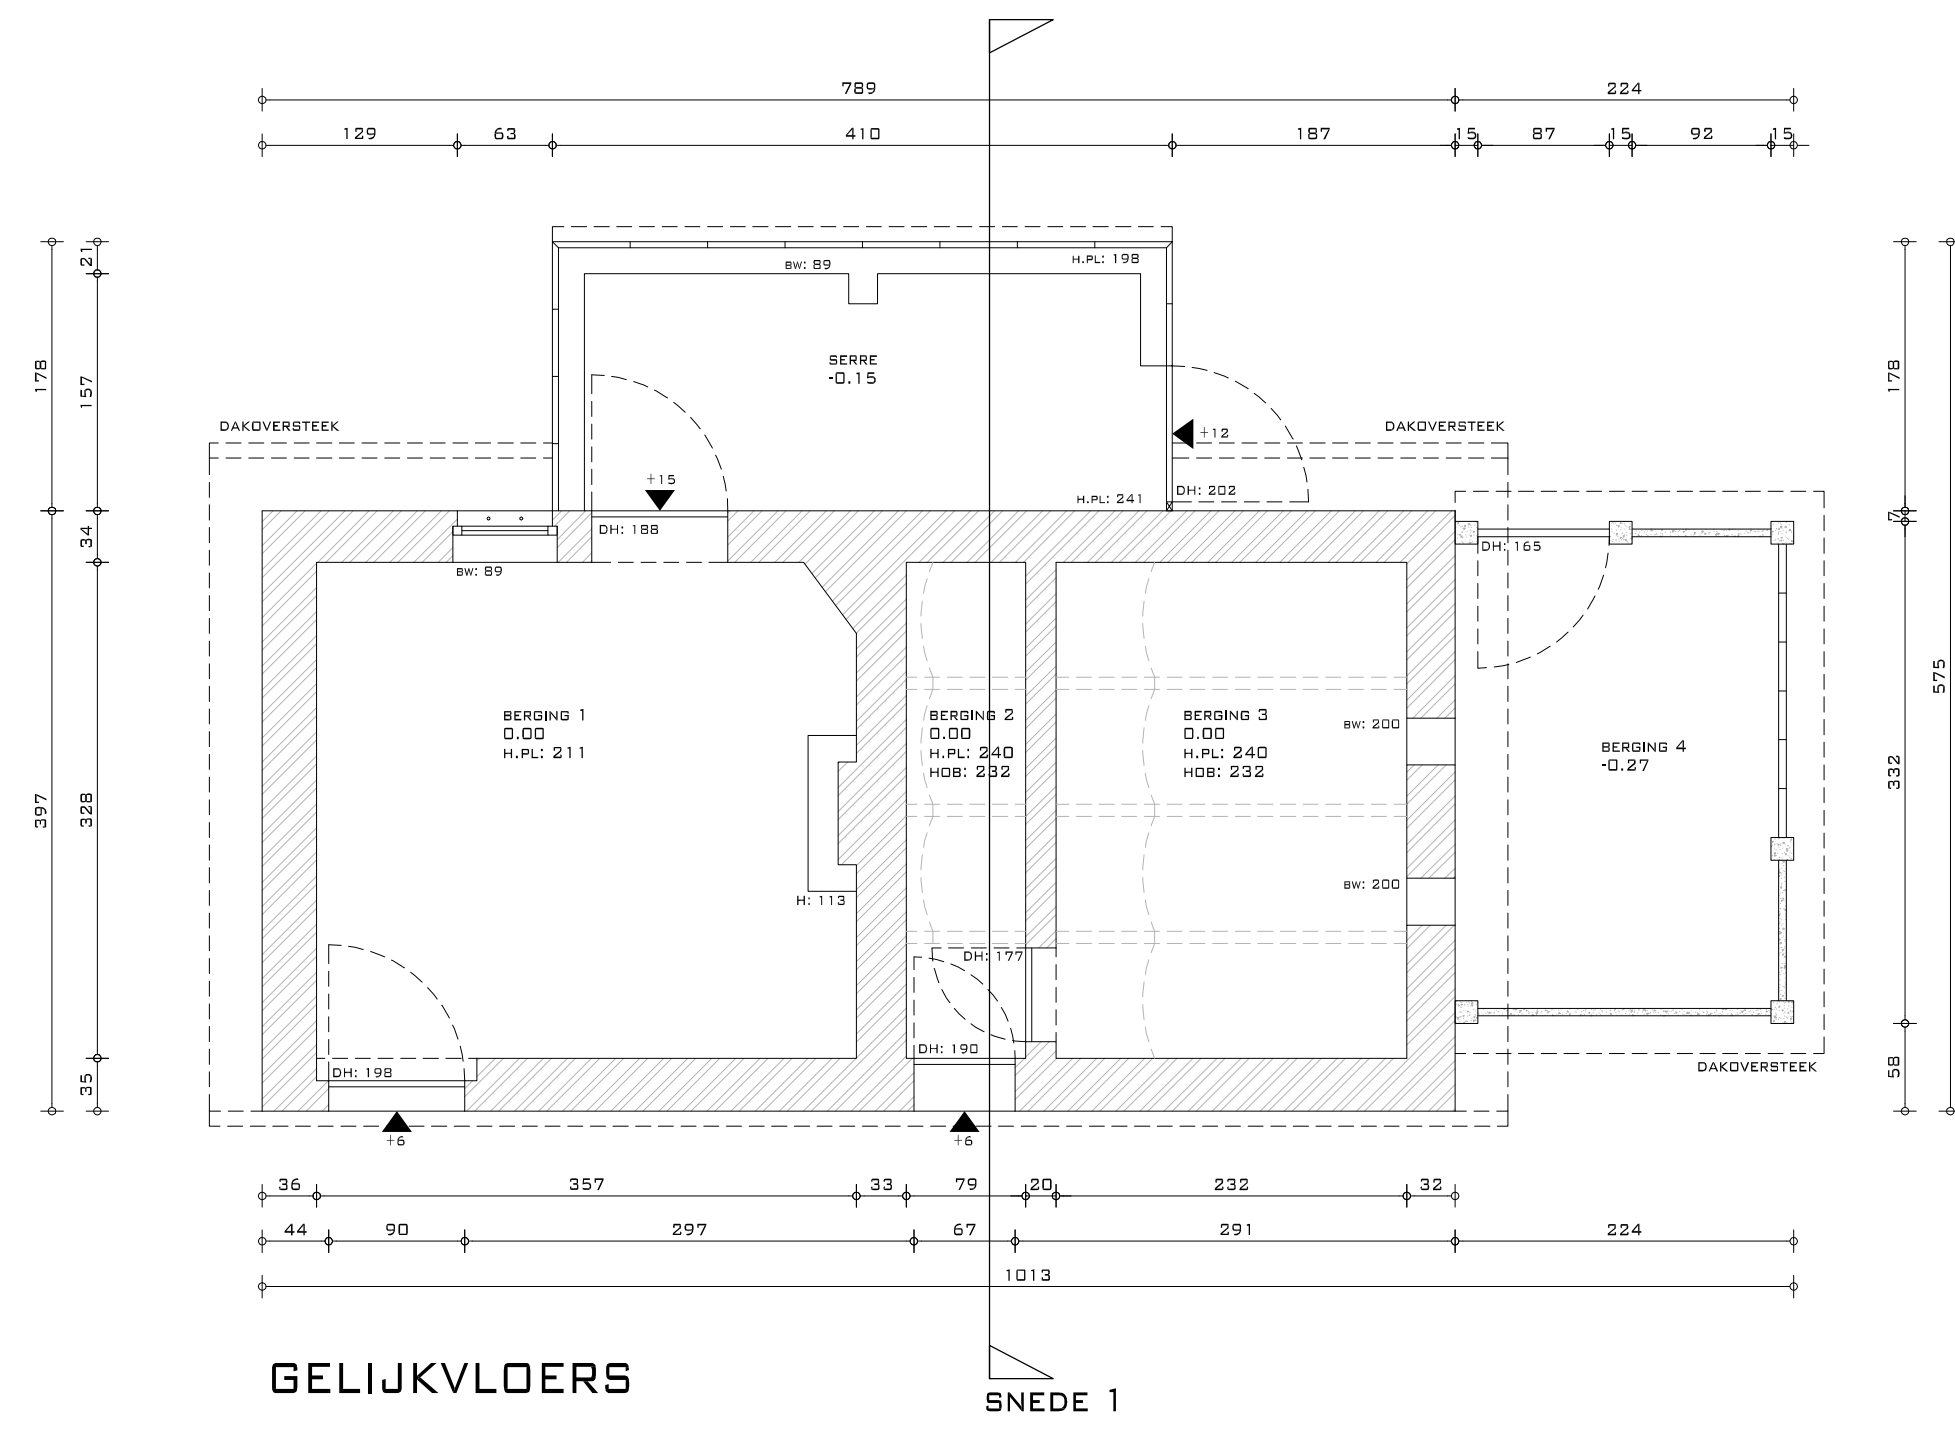 789
224
129
63
410
187
15
87
15
92
15
21
178
157
34
397
328
35
178
7
575
332
58
BW: 89
H.PL: 198
SERRE
-0.15
DAKOVERSTEEK
DAKOVERSTEEK
+12
+15
H.PL: 241
DH: 202
DH: 188
DH: 165
BW: 89
BERGING 1
0.00
H.PL: 211
BERGING 2
0.00
H.PL: 240
HOB: 232
BERGING 3
0.00
H.PL: 240
HOB: 232
BW: 200
BERGING 4
-0.27
BW: 200
H: 113
DH: 177
DH: 190
DH: 198
DAKOVERSTEEK
+6
+6
36
357
33
79
20
232
32
44
90
297
67
291
224
1013
GELIJKVLOERS
SNEDE 1